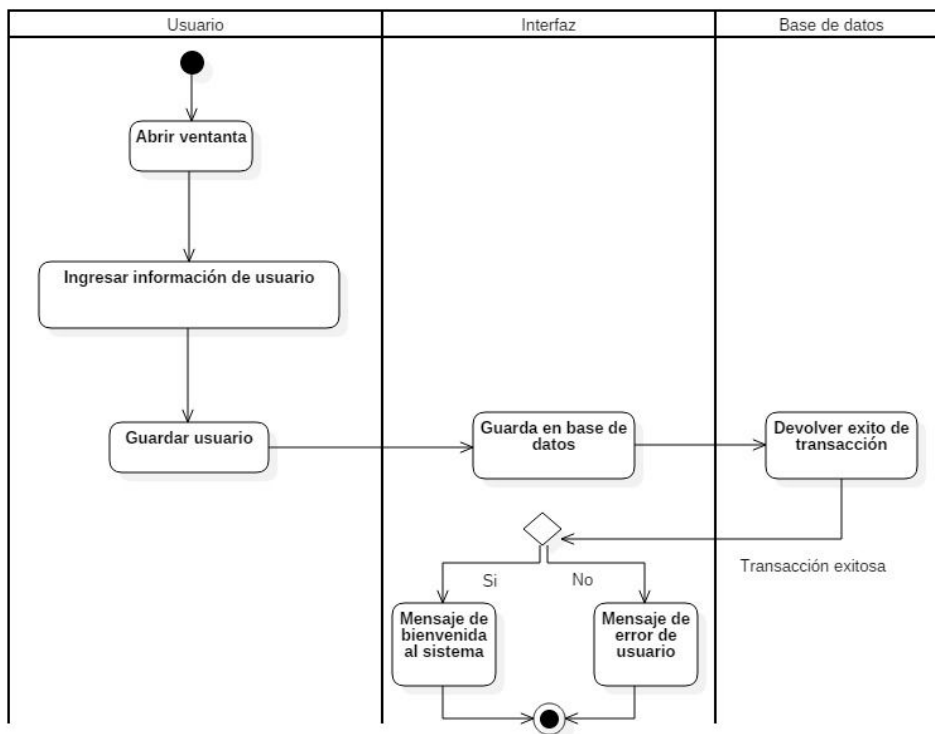 Usuario
Interfaz
Base de datos
Abrir ventanta
Ingresar información de usuario
Guardar usuario
Guarda en base de
datos
Devolver exito de
transacción
Transacción exitosa
Si
No
Mensaje de
bienvenida
al sistema
Mensaje de
error de
usuario